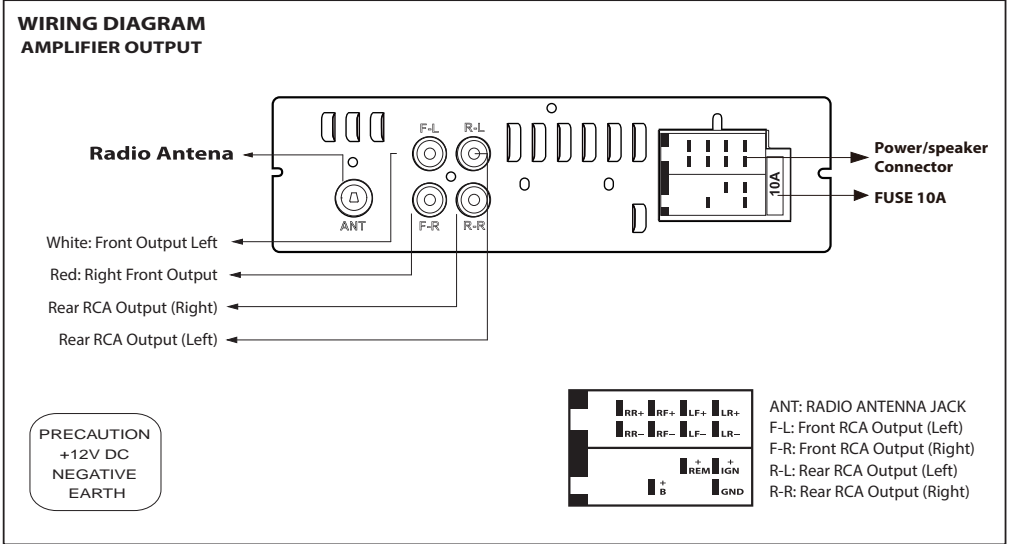 WIRING DIAGRAM
AMPLIFIER OUTPUT
F-L R-L
Radio Antena
Power/speaker
Connector
10A
FUSE 10A
ANT F-R R-R
White: Front Output Left
Red: Right Front Output
Rear RCA Output (Right)
Rear RCA Output (Left)
PRECAUTION
+12V DC
NEGATIVE
EARTH
RR+ RF+ LF+ LR+
RR– RF– LF– LR–
+ REM + IGN
+ B GND
ANT: RADIO ANTENNA JACK
F-L: Front RCA Output (Left)
F-R: Front RCA Output (Right)
R-L: Rear RCA Output (Left)
R-R: Rear RCA Output (Right)